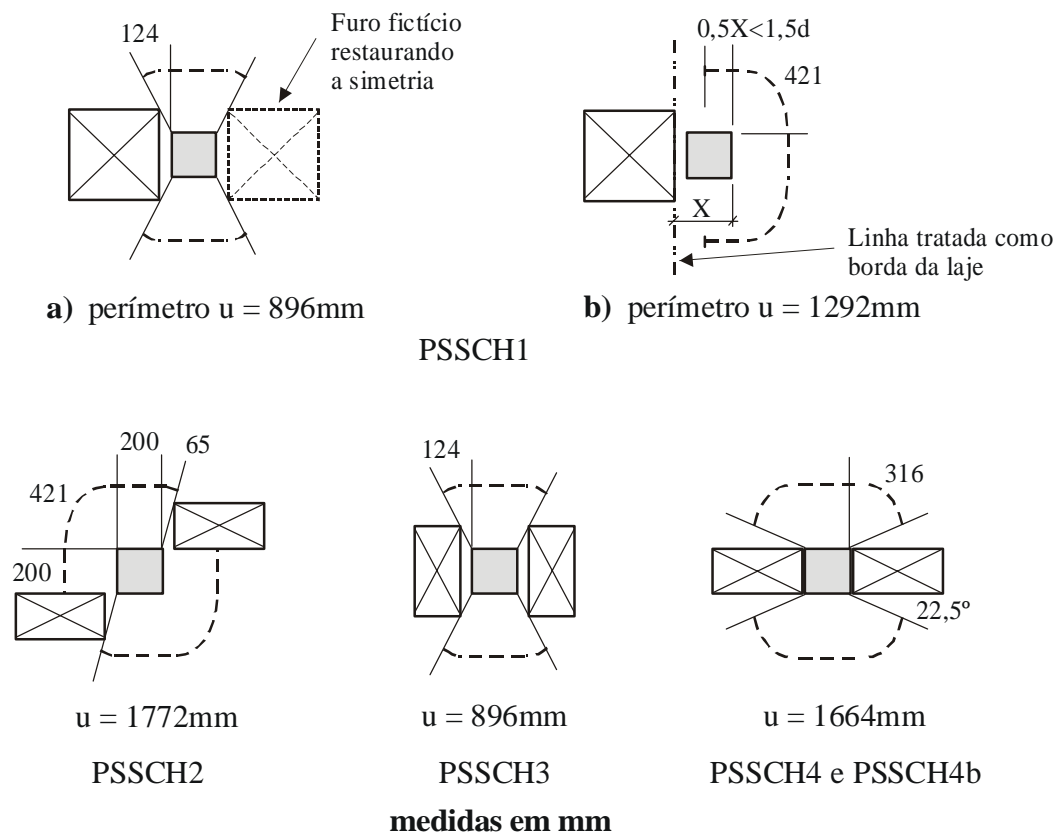 124
Furo fictício
restaurando
a simetria
0,5X<1,5d
421
X
Linha tratada como
borda da laje
a) perímetro u = 896mm
b) perímetro u = 1292mm
PSSCH1
200
65
421
200
124
316
22,5º
u = 1772mm
u = 896mm
u = 1664mm
PSSCH2
PSSCH3
PSSCH4 e PSSCH4b
medidas em mm